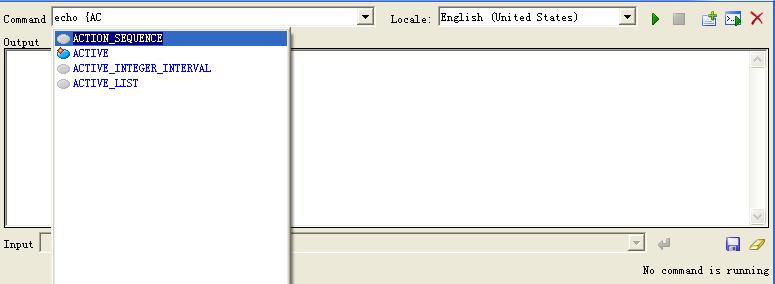 Command echo {AC Locale: English (United States)
Output
ACTION_SEQUENCE
ACTIVE
ACTIVE_INTEGER_INTERVAL
ACTIVE_LIST
Input
No command is running